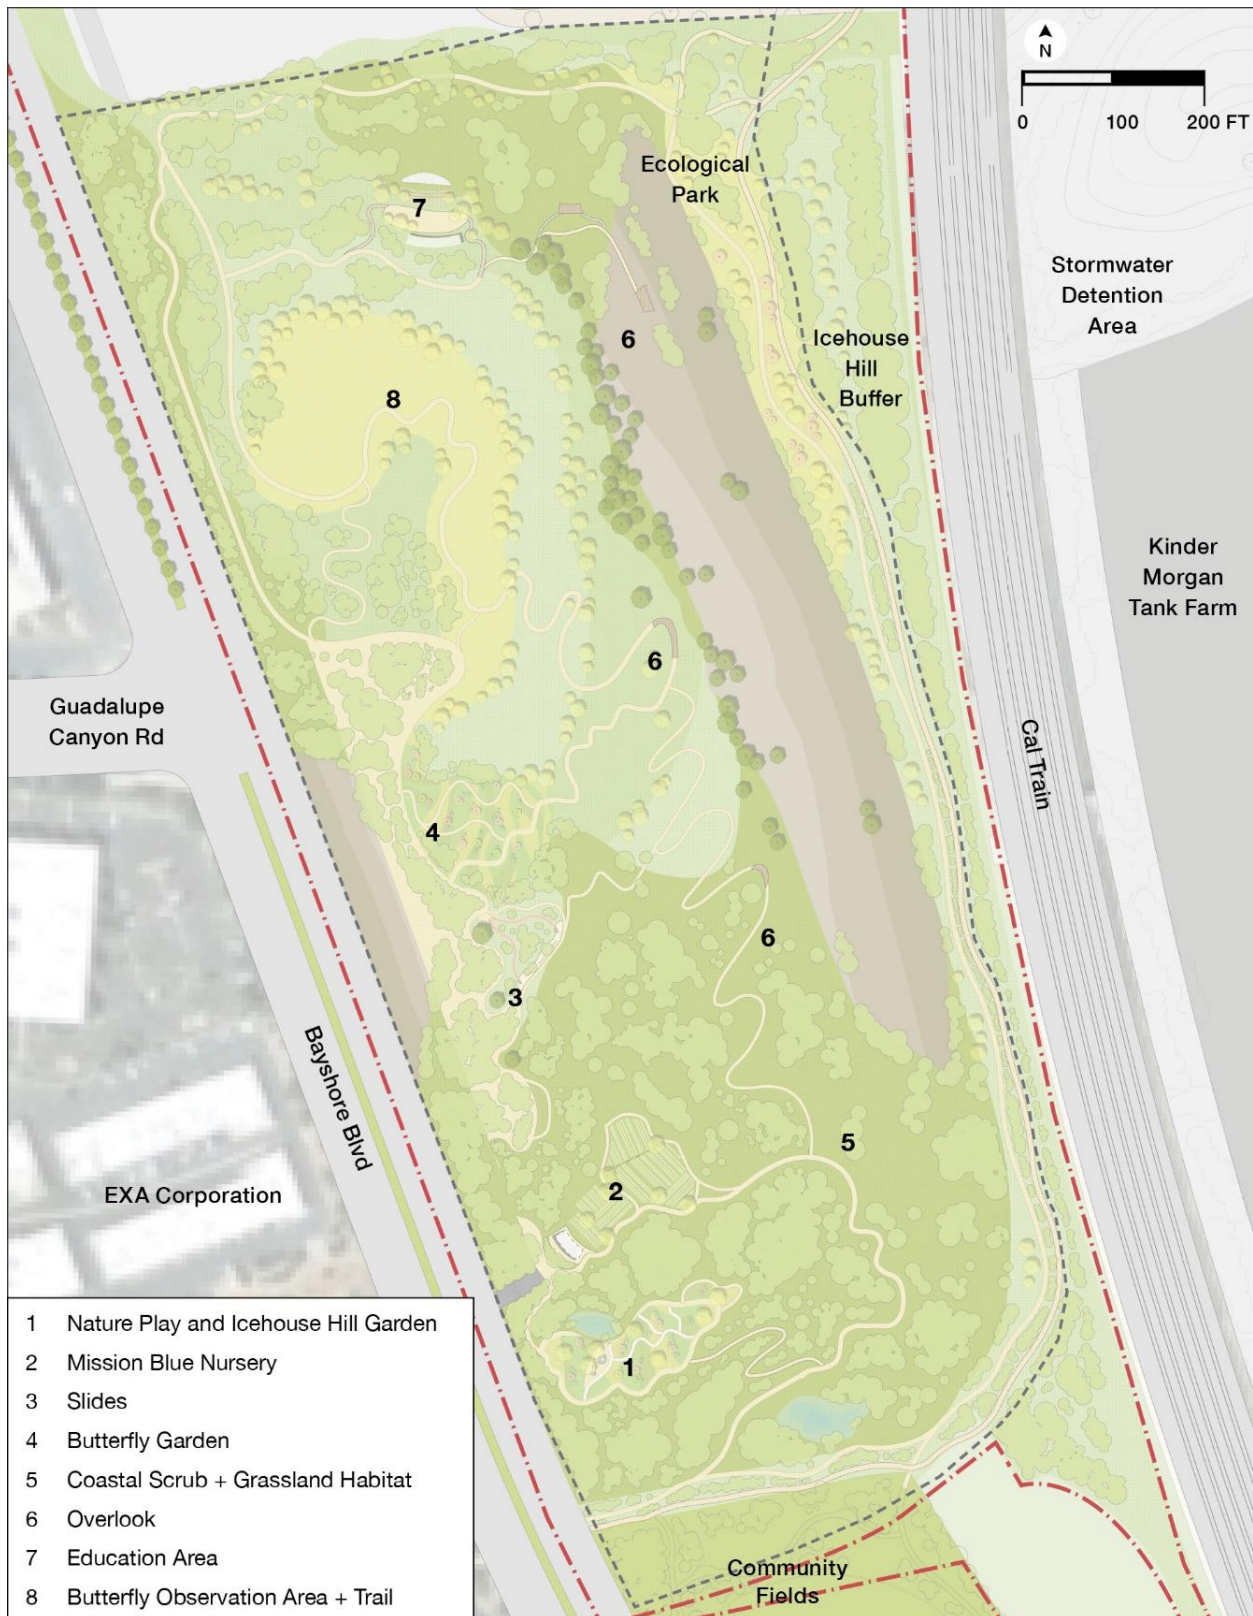 N
0 100 200 FT
Ecological
Park
7
Stormwater
Detention
Area
6
Icehouse
Hill
Buffer
8
Kinder
Morgan
Tank Farm
6
Guadalupe
Canyon Rd
Cal Train
4
6
3
Bayshore Blvd
5
2
EXA Corporation
1
1 Nature Play and Icehouse Hill Garden
2 Mission Blue Nursery
3 Slides
4 Butterfly Garden
5 Coastal Scrub + Grassland Habitat
6 Overlook
7 Education Area
8 Butterfly Observation Area + Trail
Community
Fields